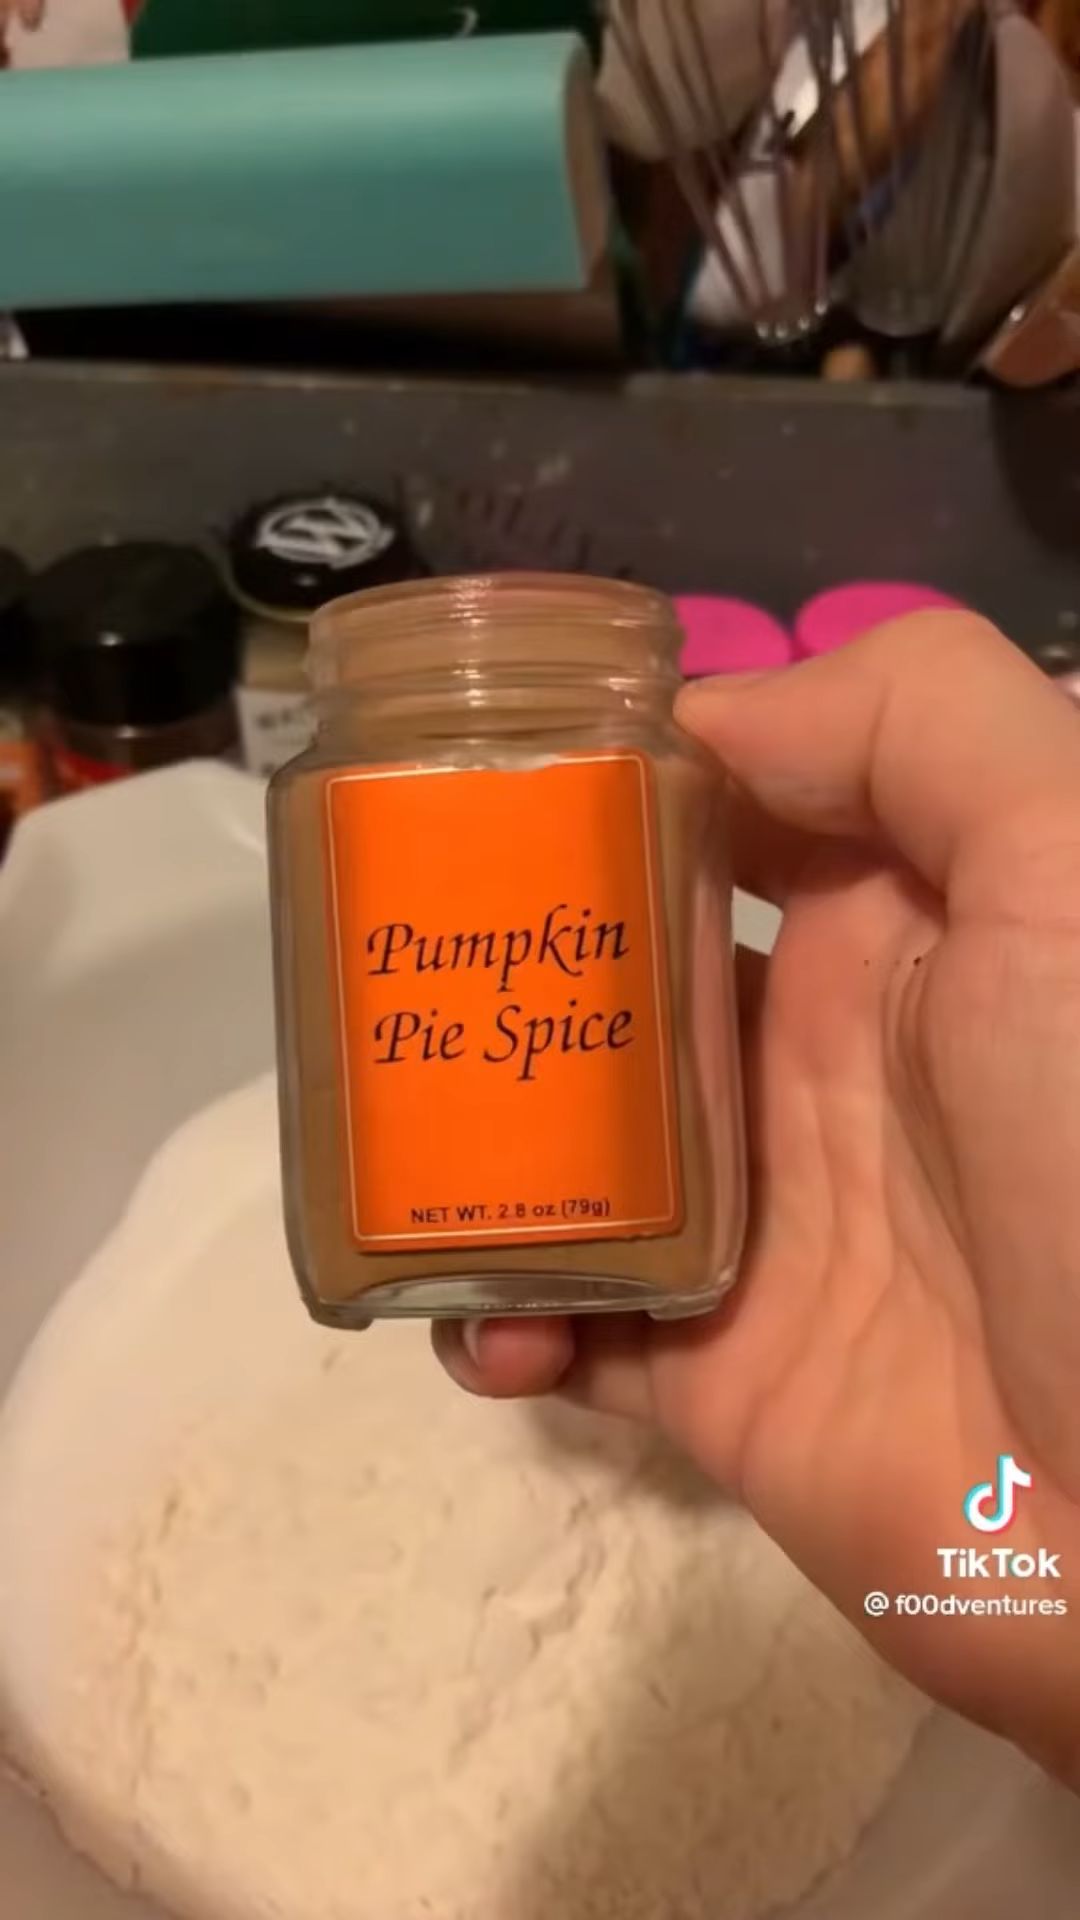 Pumpkin
Pie Spice
NET WT. 2.8 oz (79g)
TikTok
@f00dventures